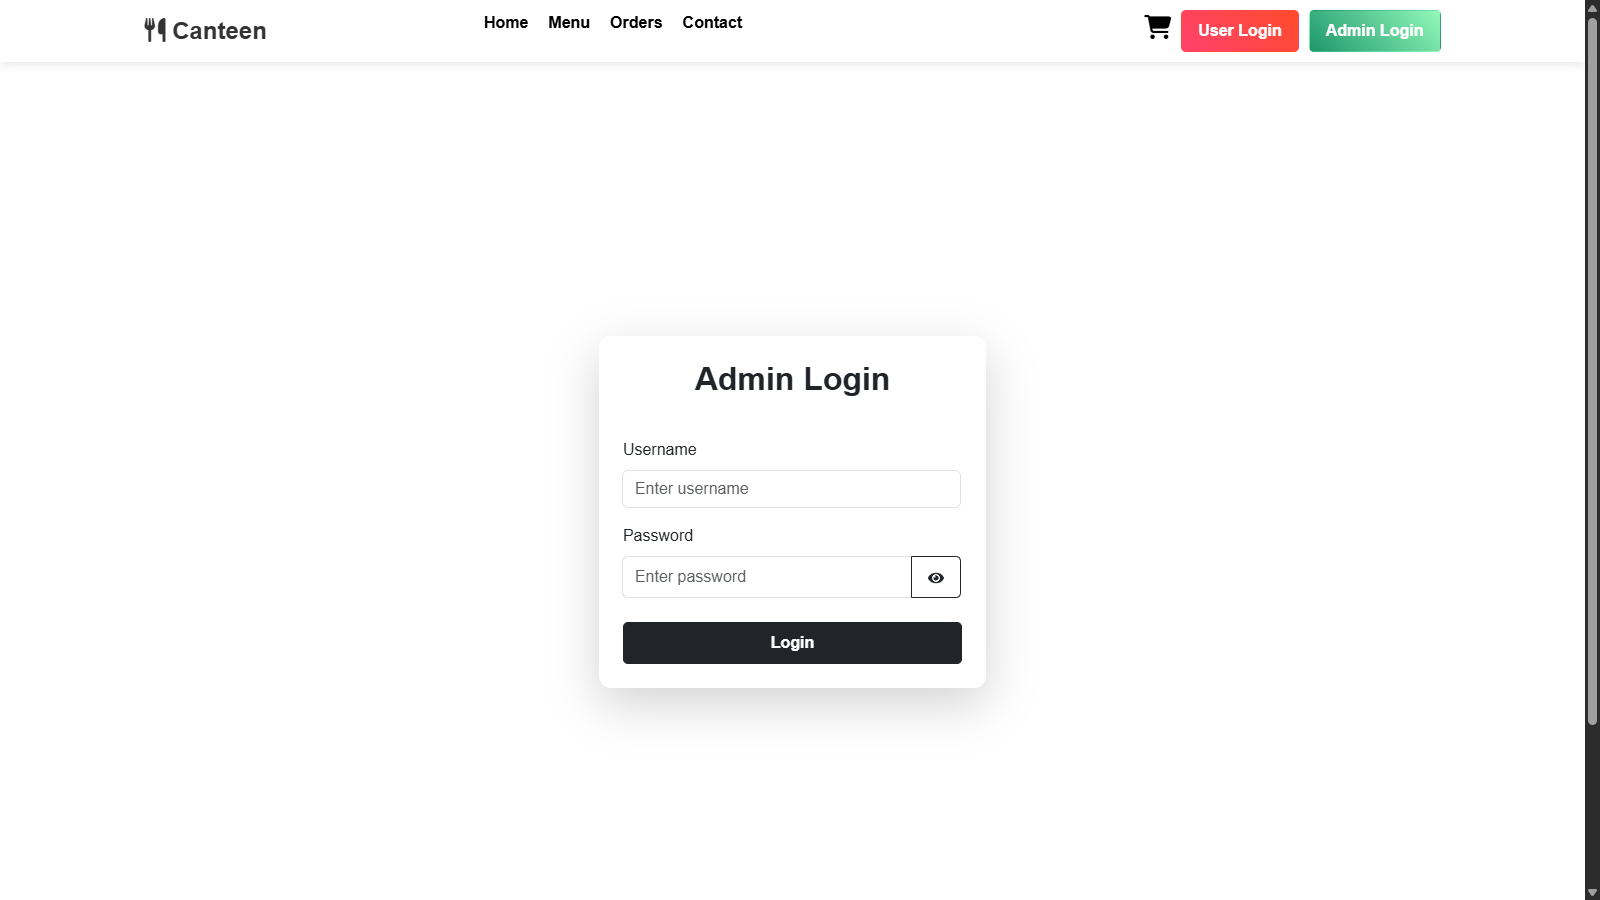 Canteen
Home Menu Orders Contact
User Login
Admin Login
Admin Login
Username
Enter username
Password
Enter password
Login